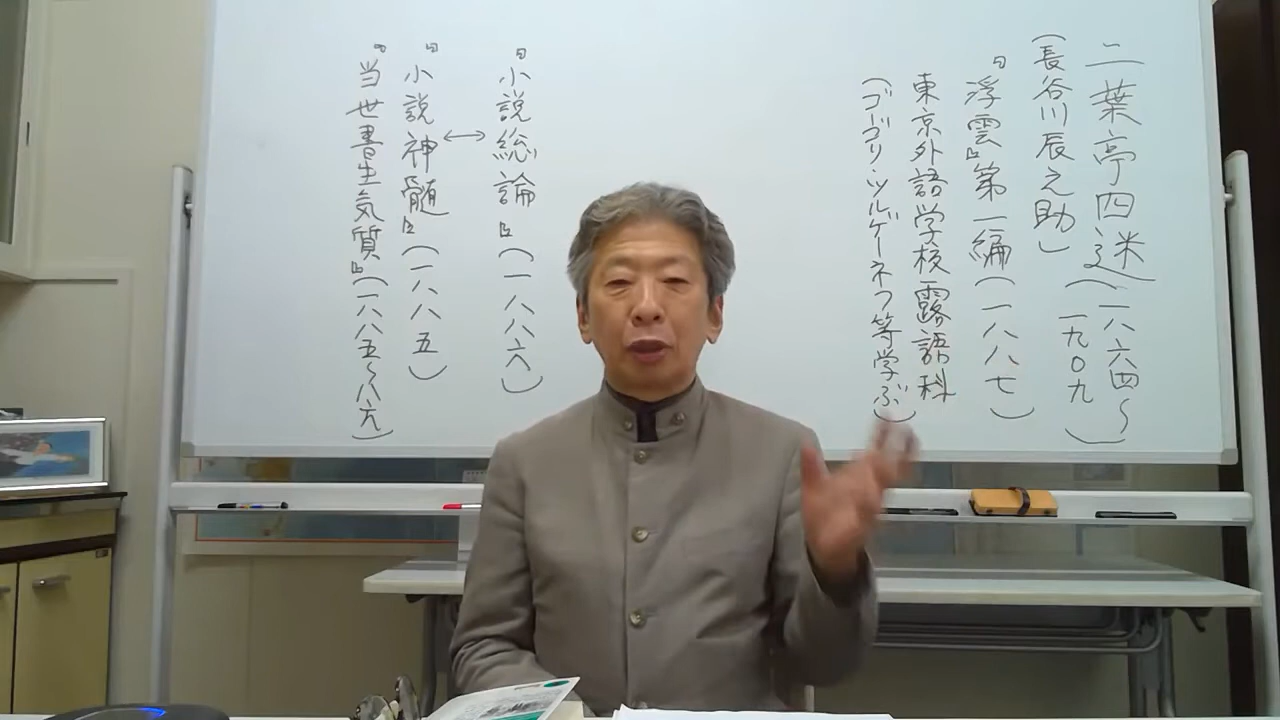 二葉亭四迷(一八六四〜
一九〇九)
(長谷川辰之助)
『浮雲』第一編(一八八七)
東京外語学校露語科
(ゴーゴリ、ツルゲーネフ等学ぶ)
『小説総論』(一八八六)
↔
『小説神髄』(一八八五)
『当世書生気質』(一八八五〜八六)